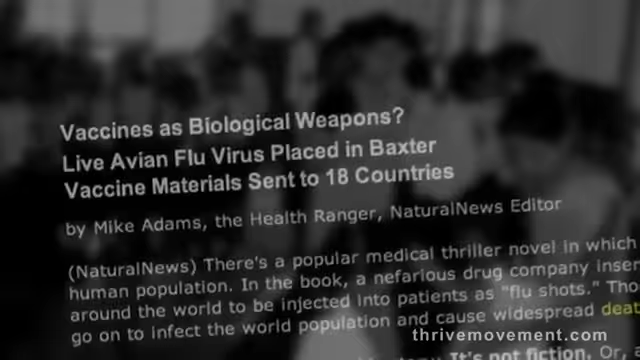 Vaccines as Biological Weapons?
Live Avian Flu Virus Placed in Baxter
Vaccine Materials Sent to 18 Countries
by Mike Adams, the Health Ranger, NaturalNews Editor
(NaturalNews) There's a popular medical thriller novel in which
human population. In the book, a nefarious drug company inser
around the world to be injected into patients as "flu shots." Tho
go on to infect the world population and cause widespread deat
thrivemovement.com
it's not fiction. Or,